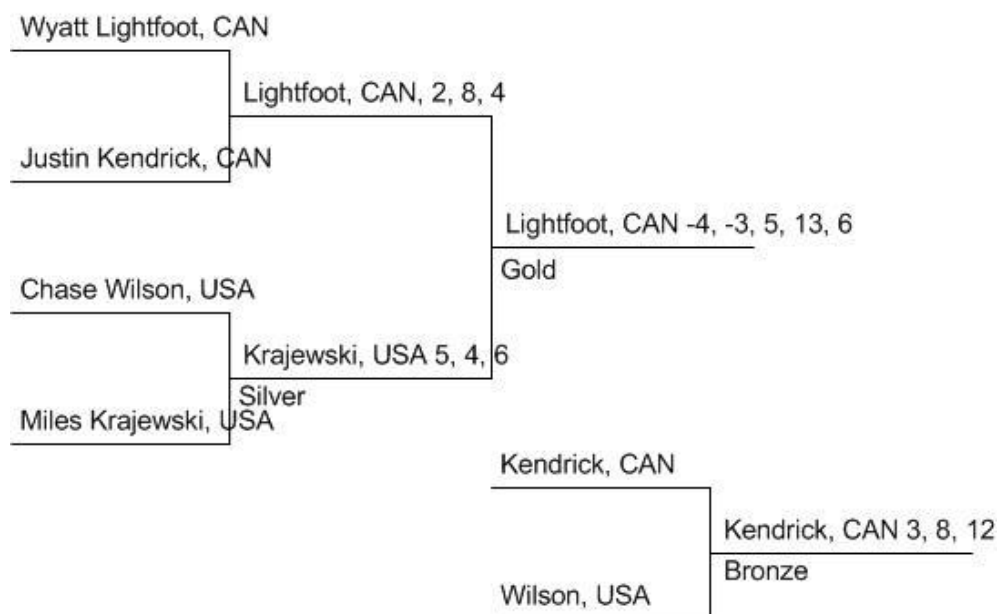 Wyatt Lightfoot, CAN
Lightfoot, CAN, 2, 8, 4
Justin Kendrick, CAN
Lightfoot, CAN -4, -3, 5, 13, 6
Gold
Chase Wilson, USA
Krajewski, USA 5, 4, 6
Silver
Miles Krajewski, USA
Kendrick, CAN
Kendrick, CAN 3, 8, 12
Bronze
Wilson, USA